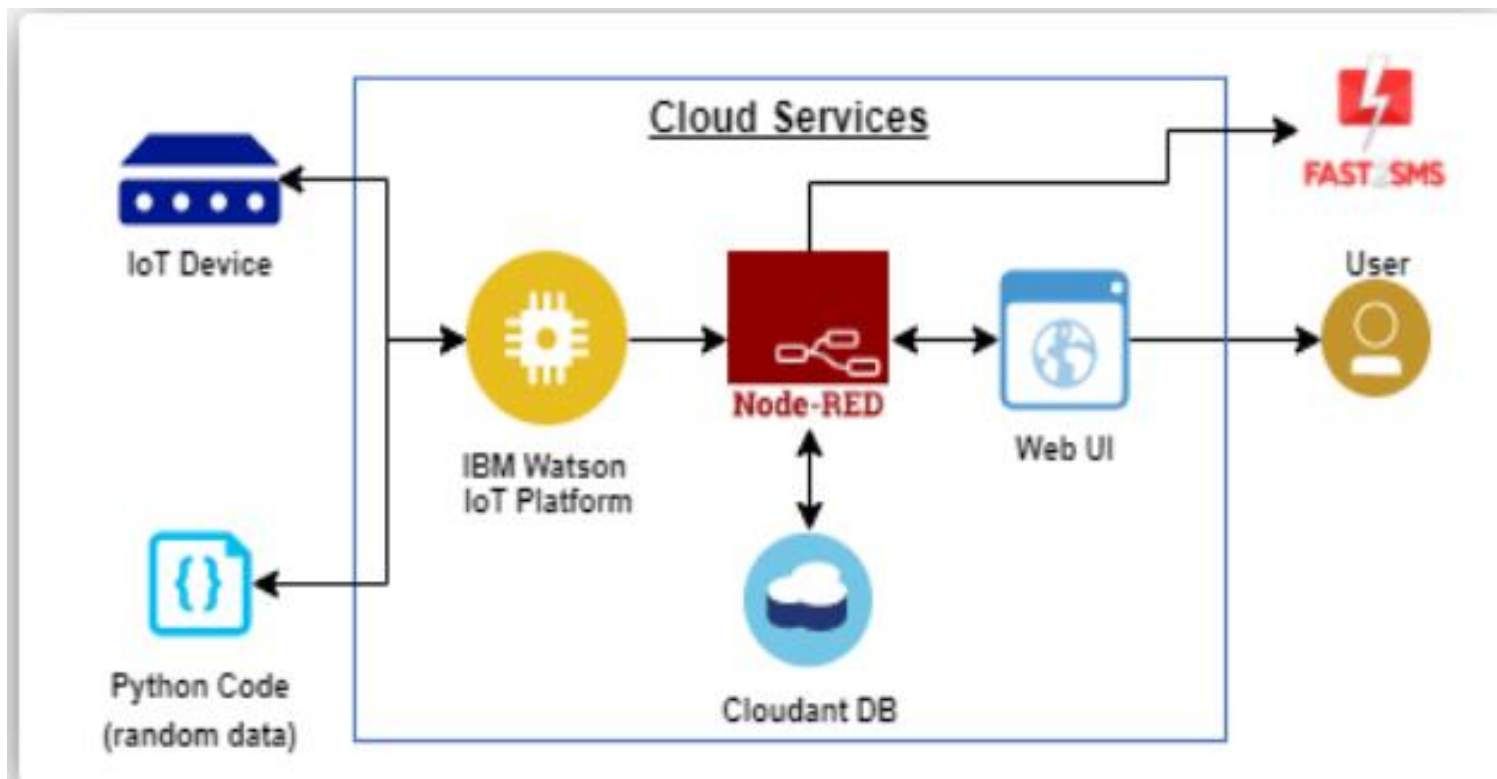 Cloud Services
FAST2SMS
IoT Device
User
Node-RED
Web UI
IBM Watson
IoT Platform
Python Code
(random data)
Cloudant DB